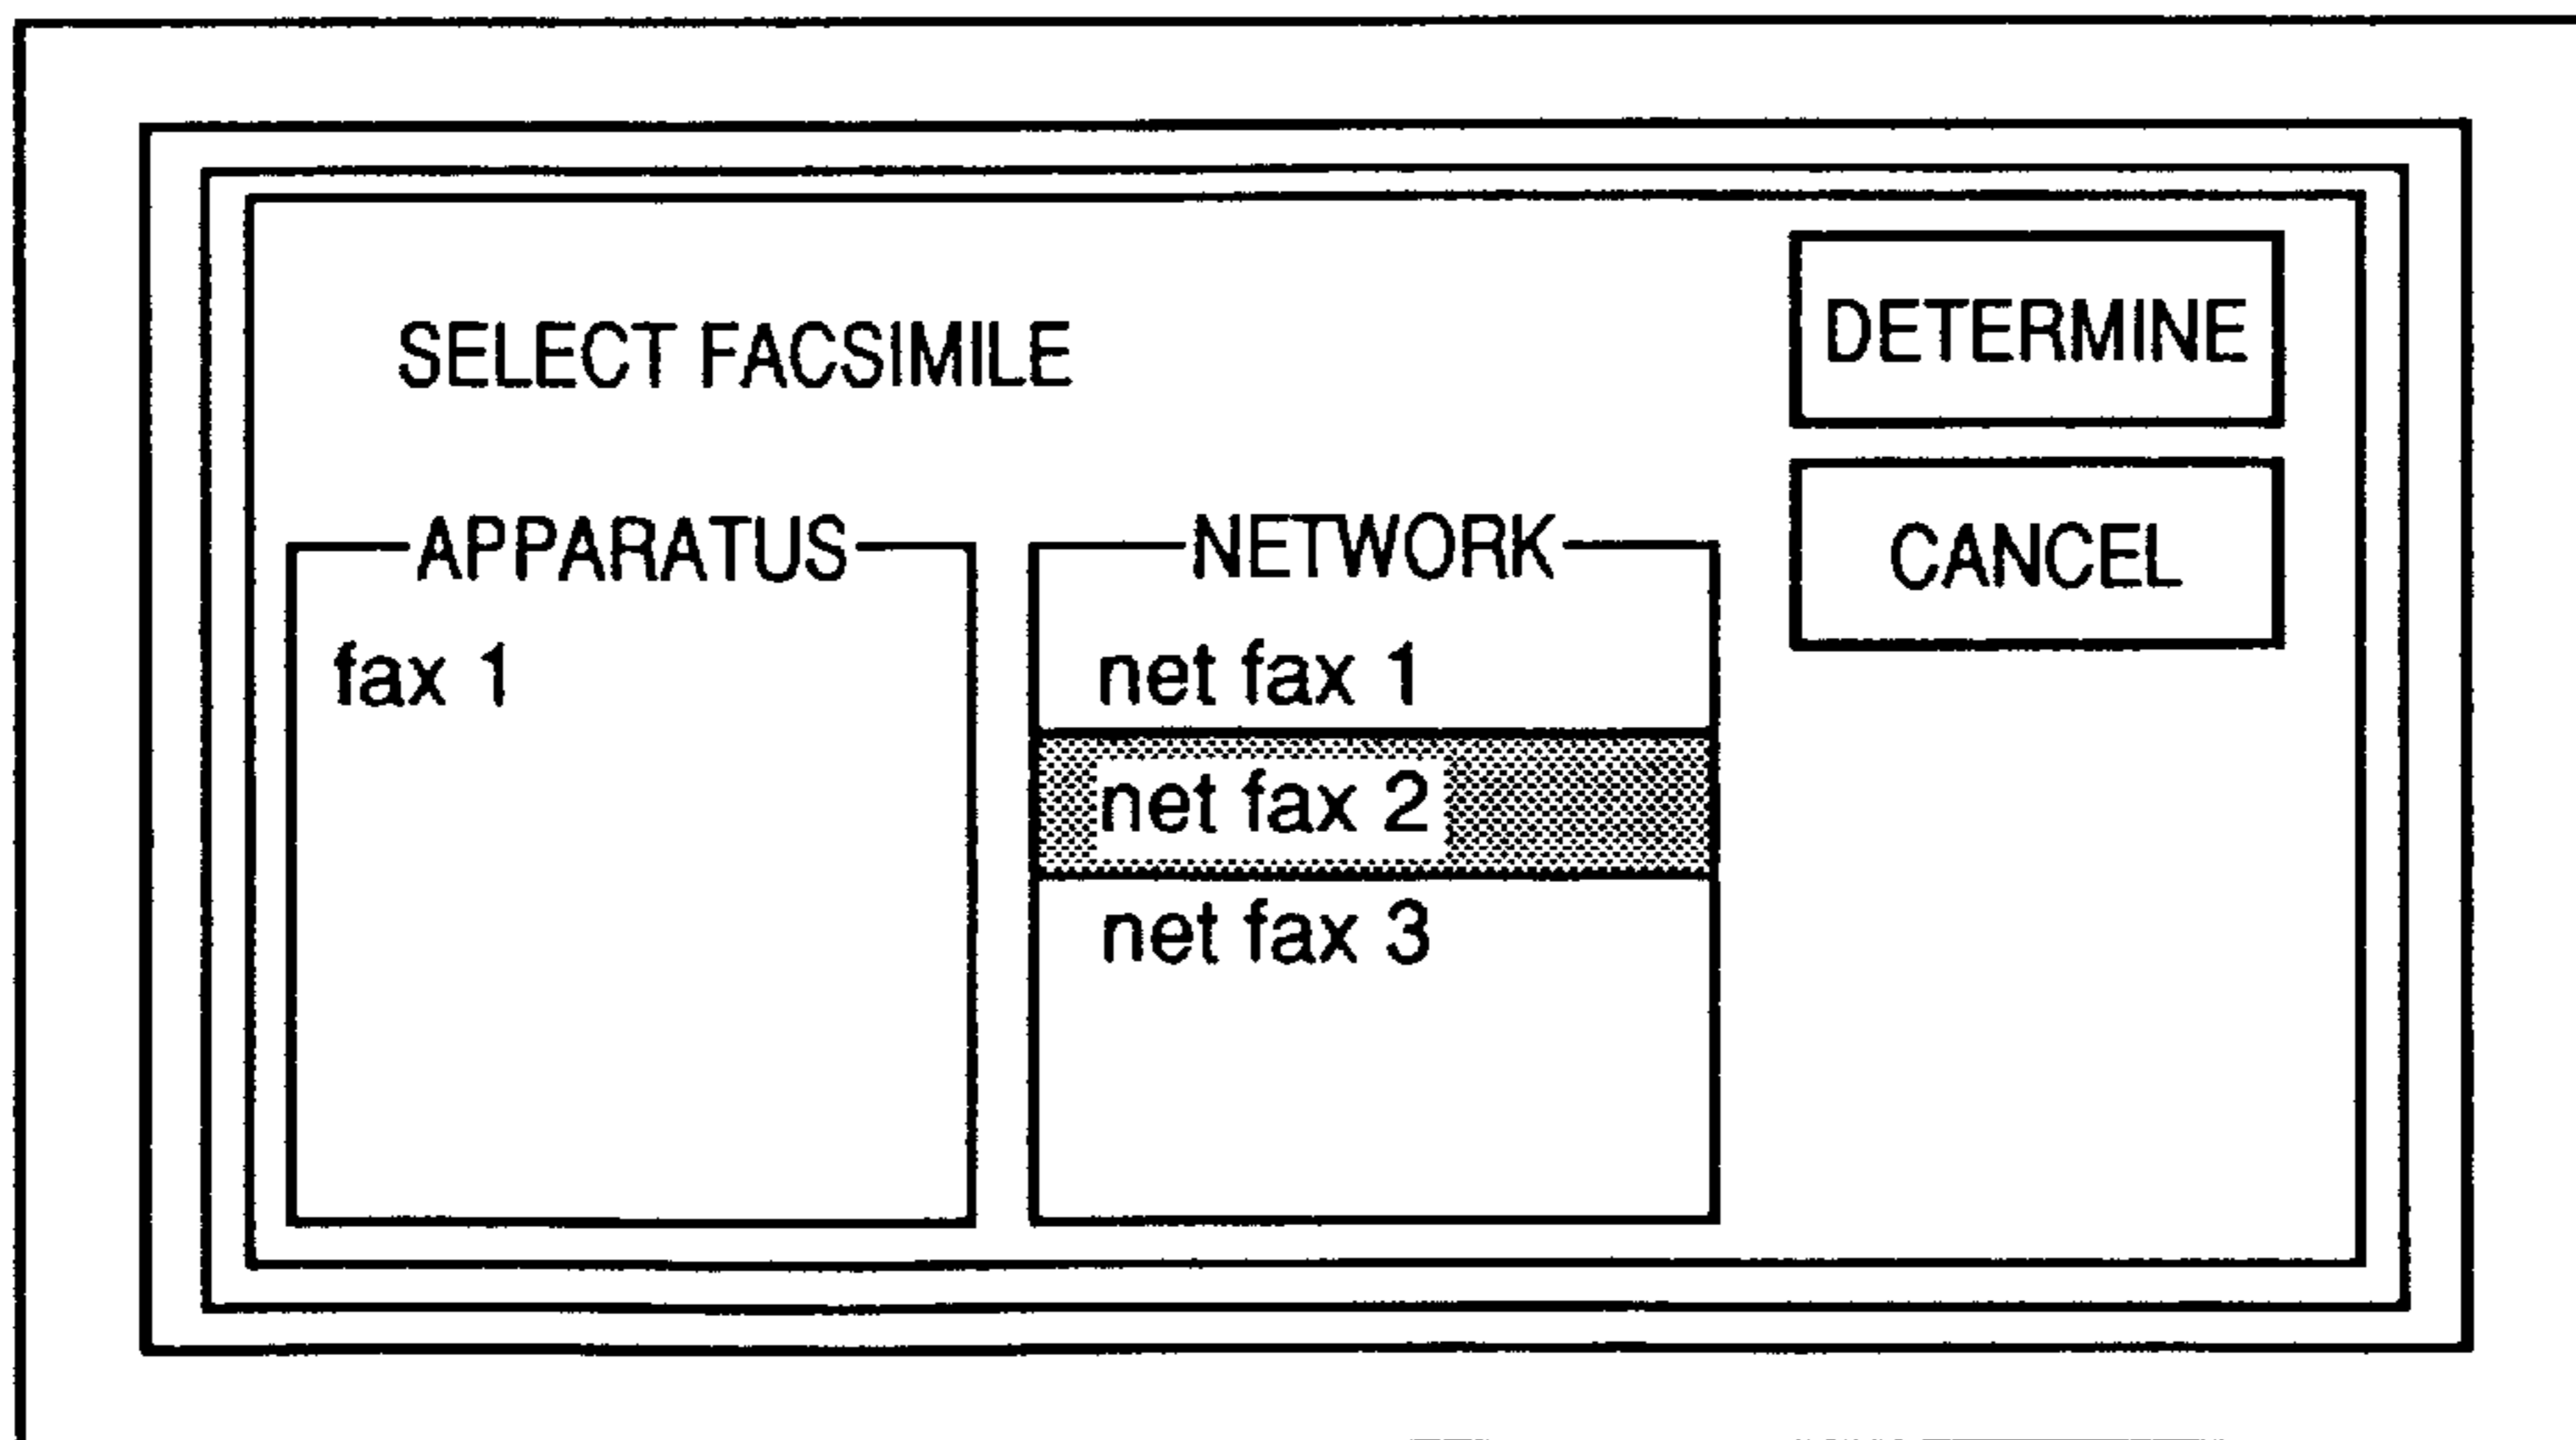 SELECT FACSIMILE
DETERMINE
CANCEL
APPARATUS
fax 1
NETWORK
net fax 1
net fax 2
net fax 3